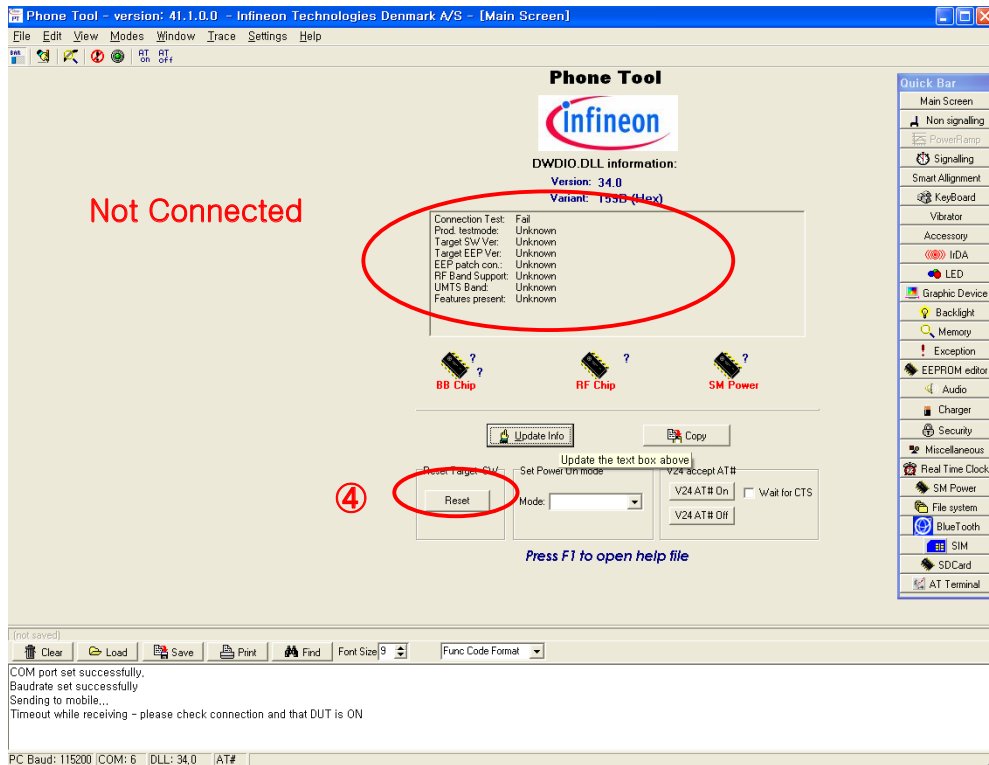 Phone Tool - version: 41.1.0.0 - Infineon Technologies Denmark A/S - [Main Screen]
File Edit View Modes Window Trace Settings Help
AT on AT off
Phone Tool
infineon
DWDIO.DLL information:
Version: 34.0
Variant: 159B (Hex)
Not Connected
Connection Test: Fail
Prod. testmode: Unknown
Target SW Ver: Unknown
Target EEP Ver: Unknown
EEP patch con.: Unknown
RF Band Support: Unknown
UMTS Band: Unknown
Features present: Unknown
? ? ? ?
BB Chip RF Chip SM Power
Update Info Copy
Update the text box above
Reset Target SW Set Power On mode V24 accept AT#
④ Reset Mode: V24 AT# On Wait for CTS
V24 AT# Off
Press F1 to open help file
Quick Bar
Main Screen
Non signalling
PowerRamp
Signalling
Smart Allignment
KeyBoard
Vibrator
Accessory
IrDA
LED
Graphic Device
Backlight
Memory
Exception
EEPROM editor
Audio
Charger
Security
Miscellaneous
Real Time Clock
SM Power
File system
BlueTooth
SIM
SDCard
AT Terminal
(not saved)
Clear Load Save Print Find Font Size 9 Func Code Format
COM port set successfully,
Baudrate set successfully
Sending to mobile...
Timeout while receiving - please check connection and that DUT is ON
PC Baud: 115200 COM: 6 DLL: 34,0 AT#